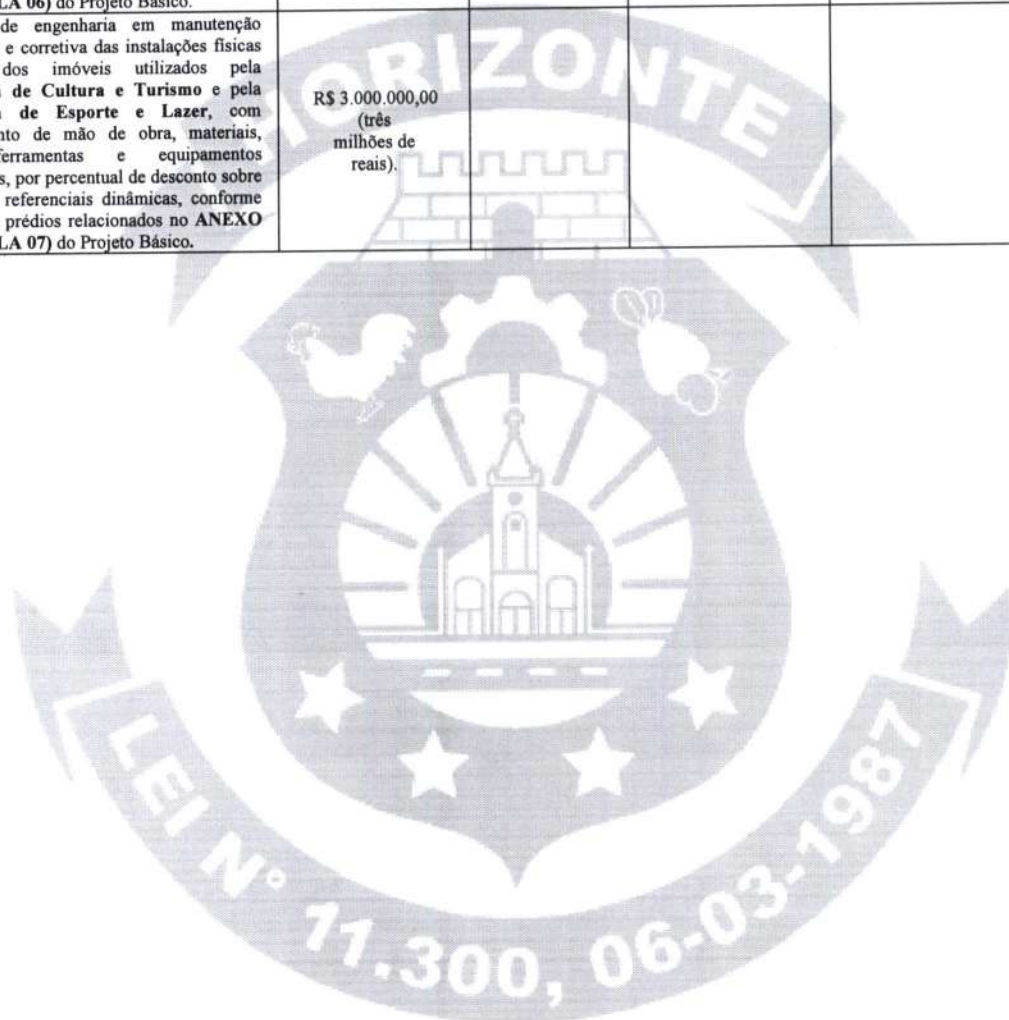 LA 06) do Projeto Básico.
de engenharia em manutenção
e corretiva das instalações físicas
dos imóveis utilizados pela
de Cultura e Turismo e pela
de Esporte e Lazer, com
nto de mão de obra, materiais,
ferramentas e equipamentos
s, por percentual de desconto sobre
referenciais dinâmicas, conforme
prédios relacionados no ANEXO
LA 07) do Projeto Básico.
R$ 3.000.000,00
(três
milhões de
reais).
HORIZONTE
LEI Nº 11.300, 06-03-1987